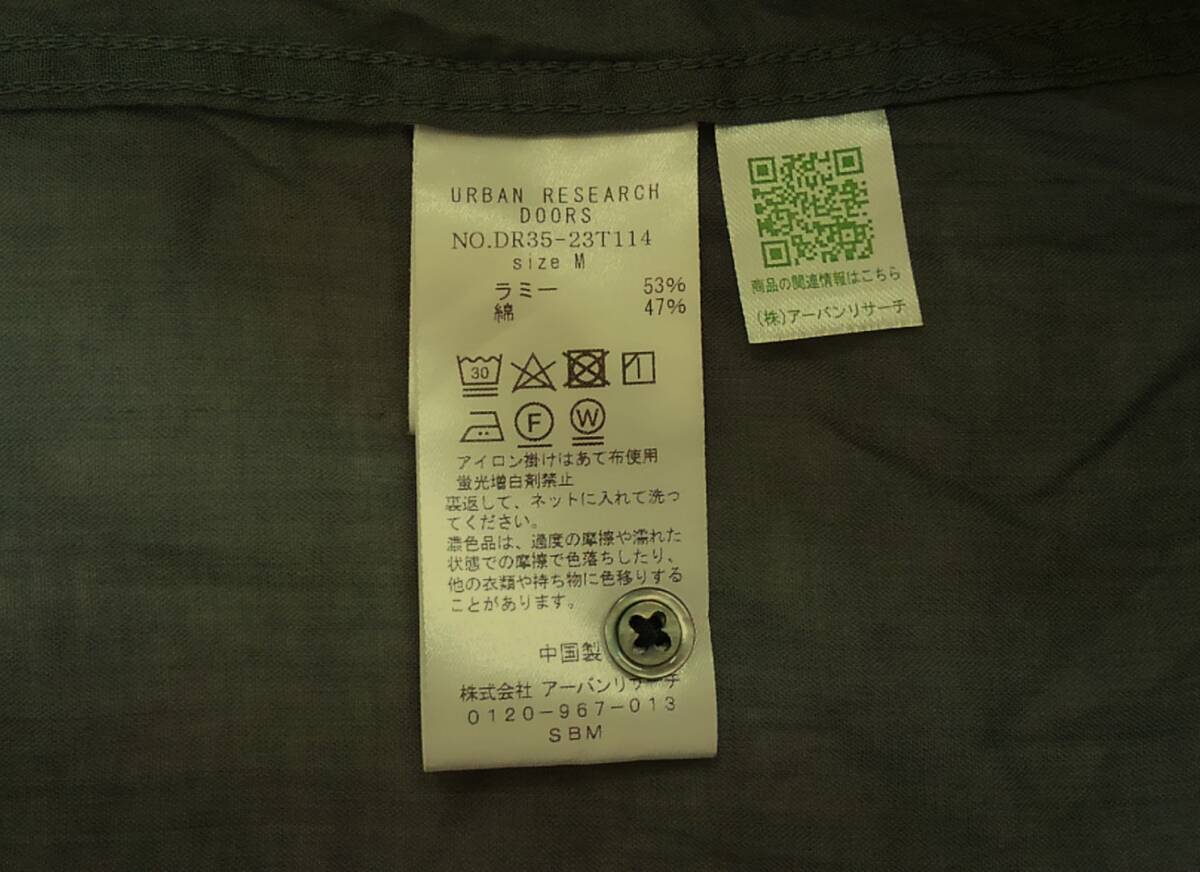 URBAN RESEARCH
DOORS
NO.DR35-23T114
size M
ラミー 53%
綿 47%
30
F W
アイロン掛けはあて布使用
蛍光増白剤禁止
裏返して、ネットに入れて洗っ
てください。
濃色品は、過度の摩擦や濡れた
状態での摩擦で色落ちしたり、
他の衣類や持ち物に色移りする
ことがあります。
中国製
株式会社 アーバンリサーチ
0120-967-013
SBM
商品の関連情報はこちら
(株)アーバンリサーチ